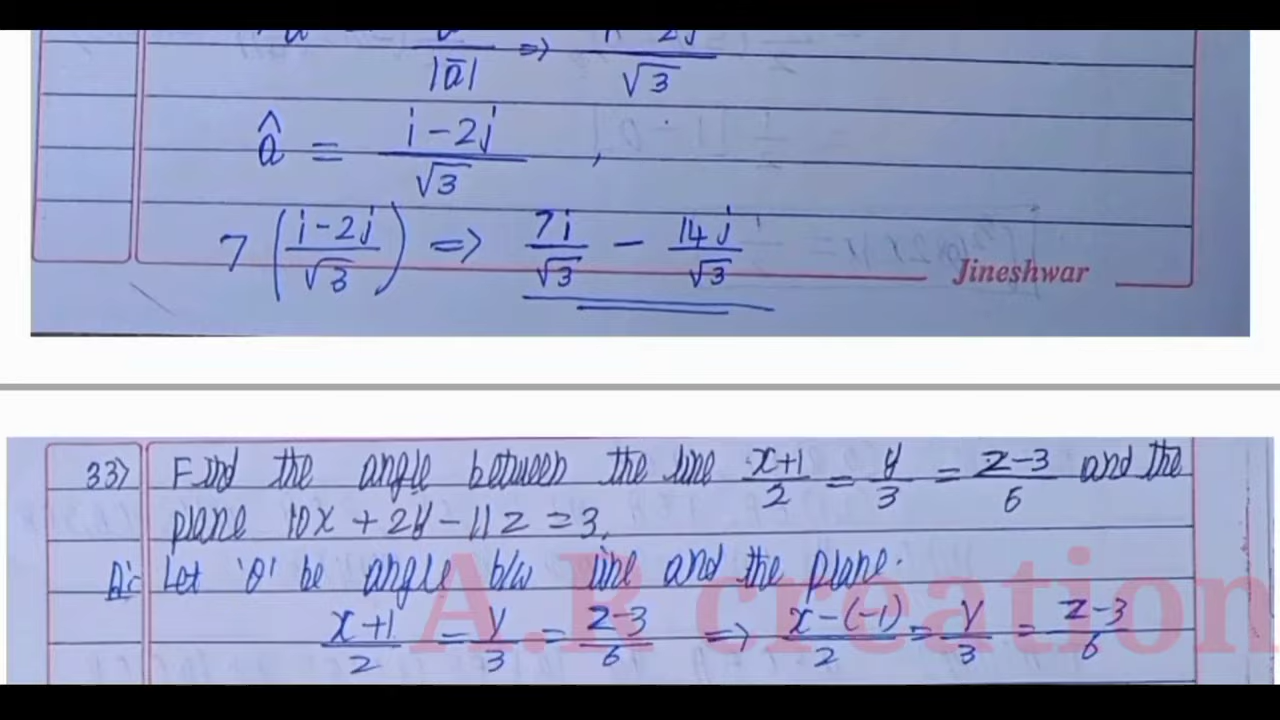 |ā| => √3
â = i - 2j / √3 ,
7 ( i - 2j / √3 ) => 7i / √3 - 14j / √3
Jineshwar
33) Find the angle between the line x+1 / 2 = y / 3 = z-3 / 6 and the
plane 10x + 2y - 11z = 3.
A: Let 'θ' be angle b/w line and the plane.
A.R creation
x+1 / 2 = y / 3 = z-3 / 6 => x-(-1) / 2 = y / 3 = z-3 / 6